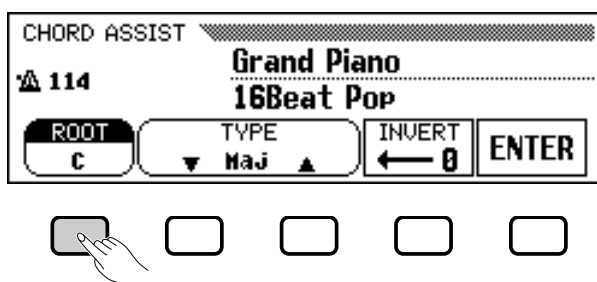 CHORD ASSIST
Grand Piano
114
16Beat Pop
ROOT TYPE INVERT ENTER
C ▼ Maj ▲ ← 0